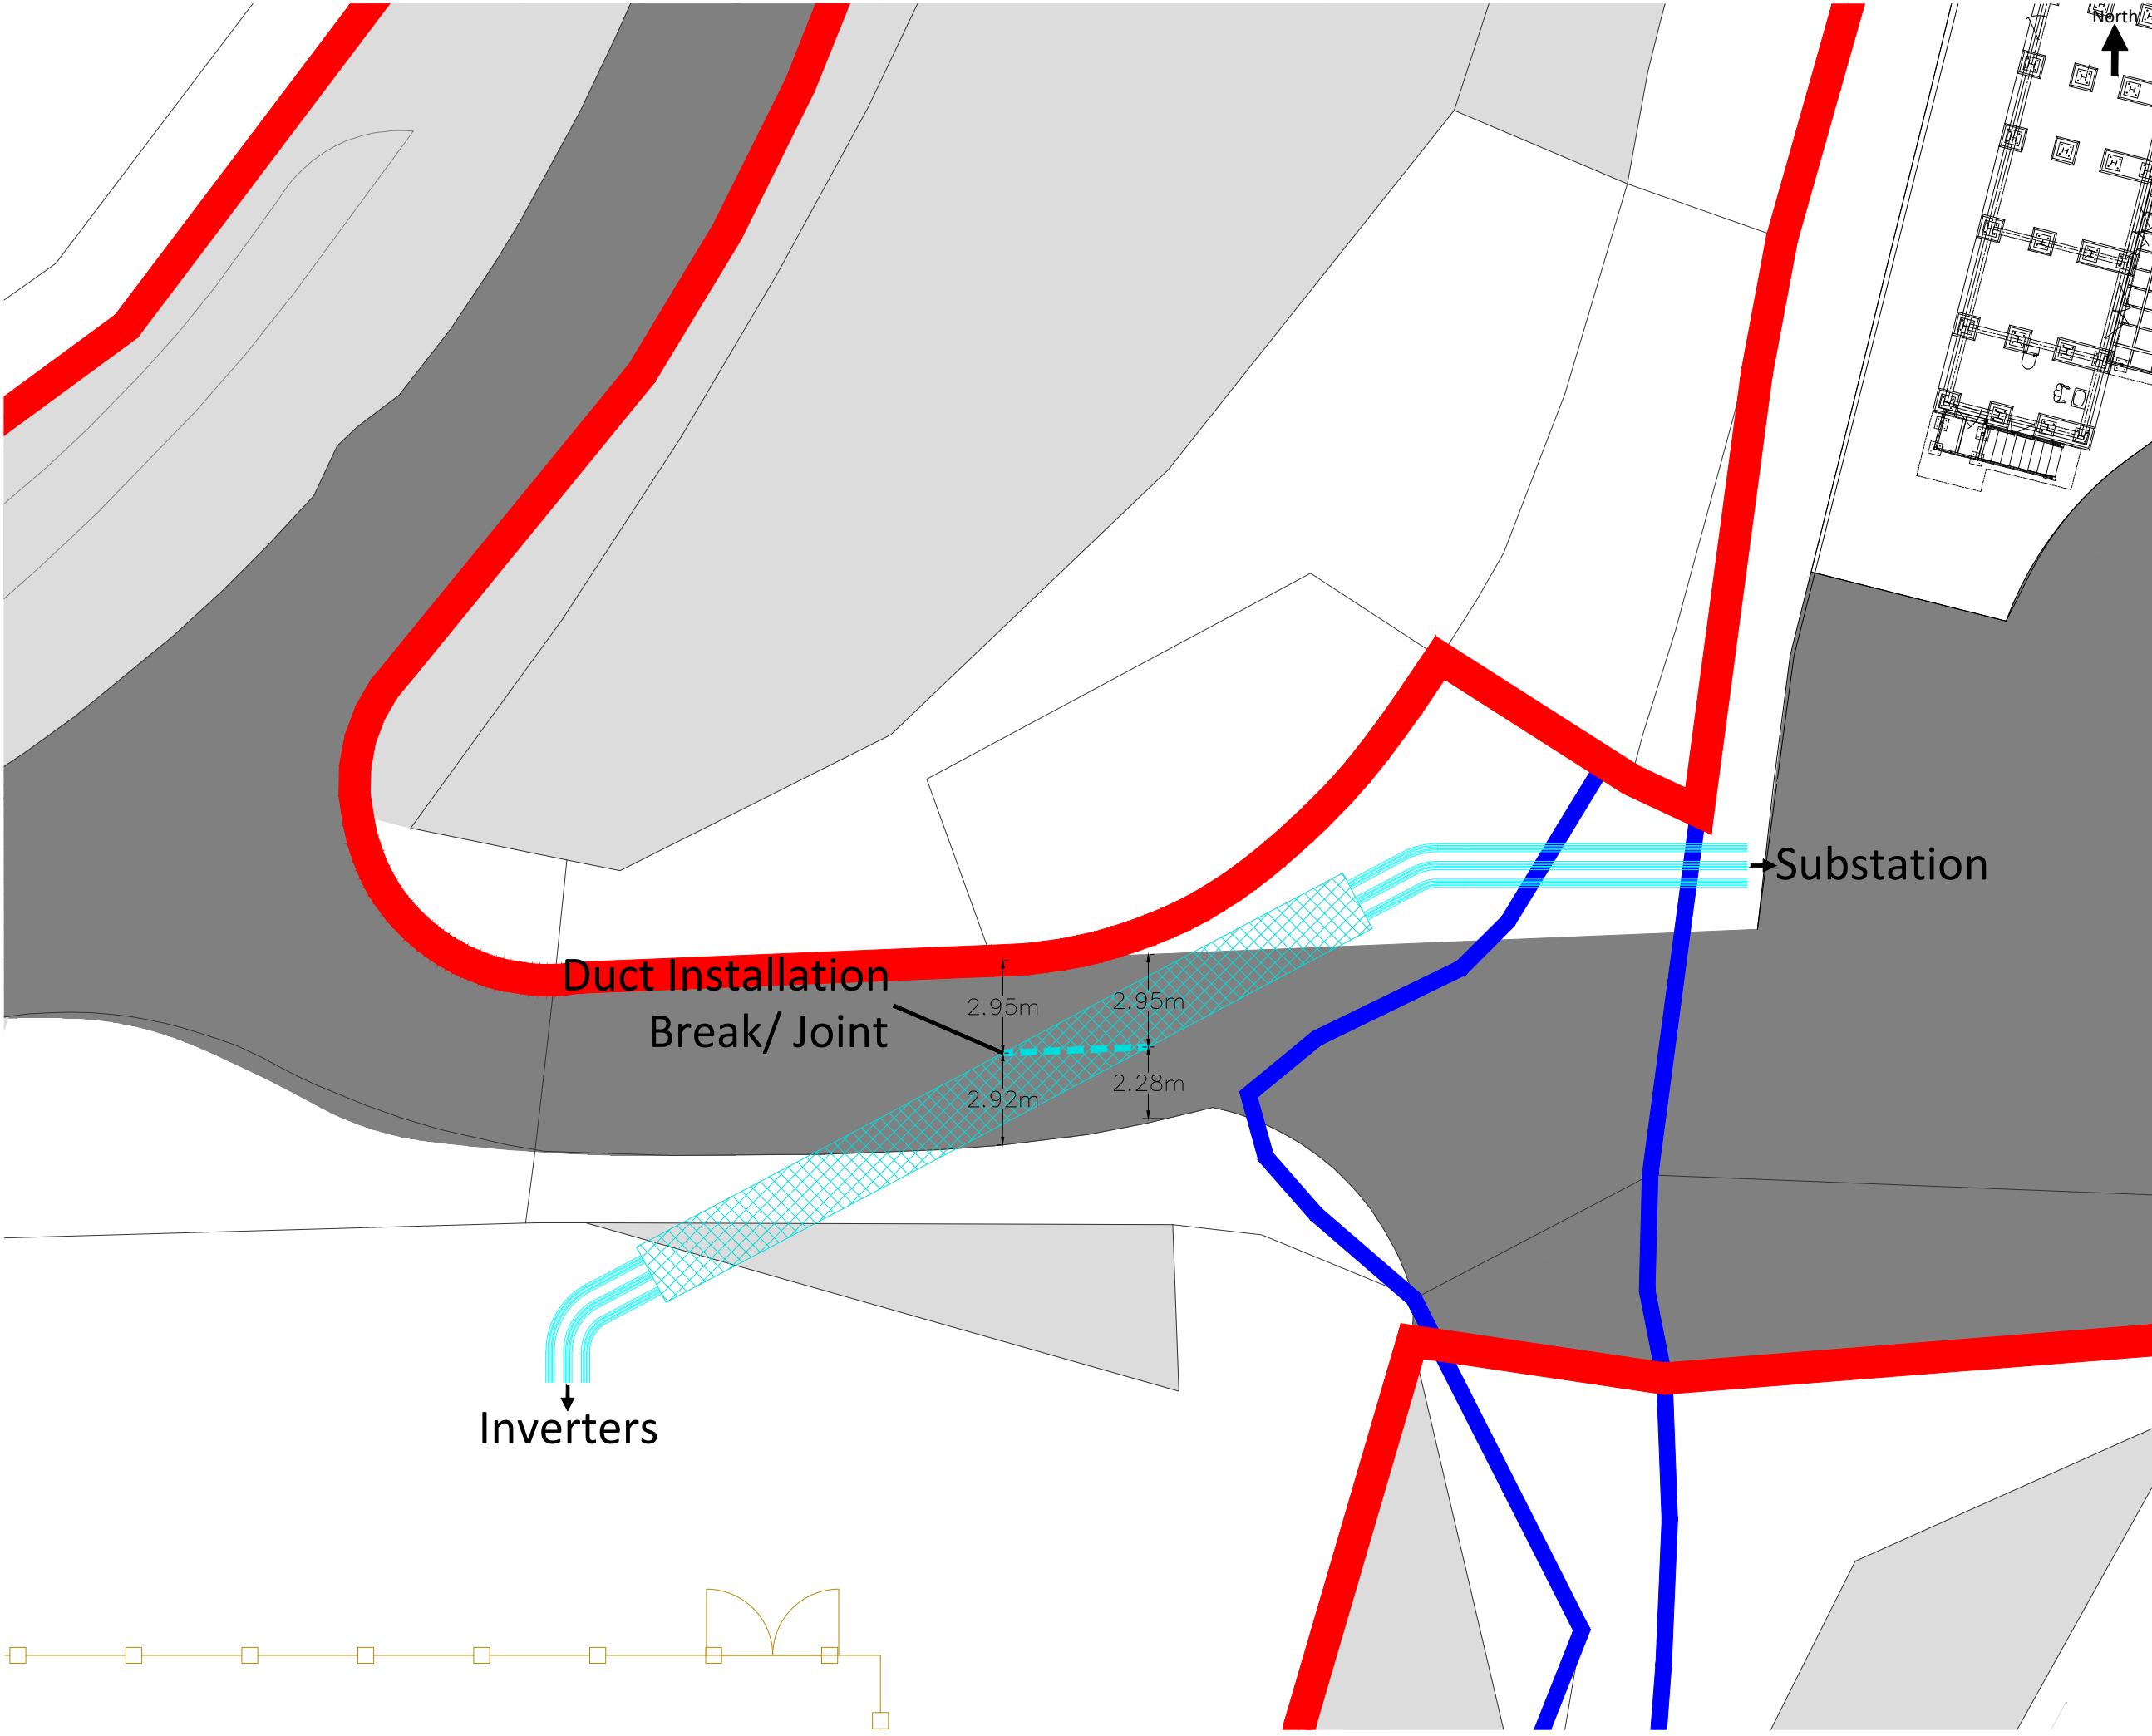 North
Substation
Duct Installation
Break/ Joint
2.95m
2.95m
2.92m
2.28m
Inverters